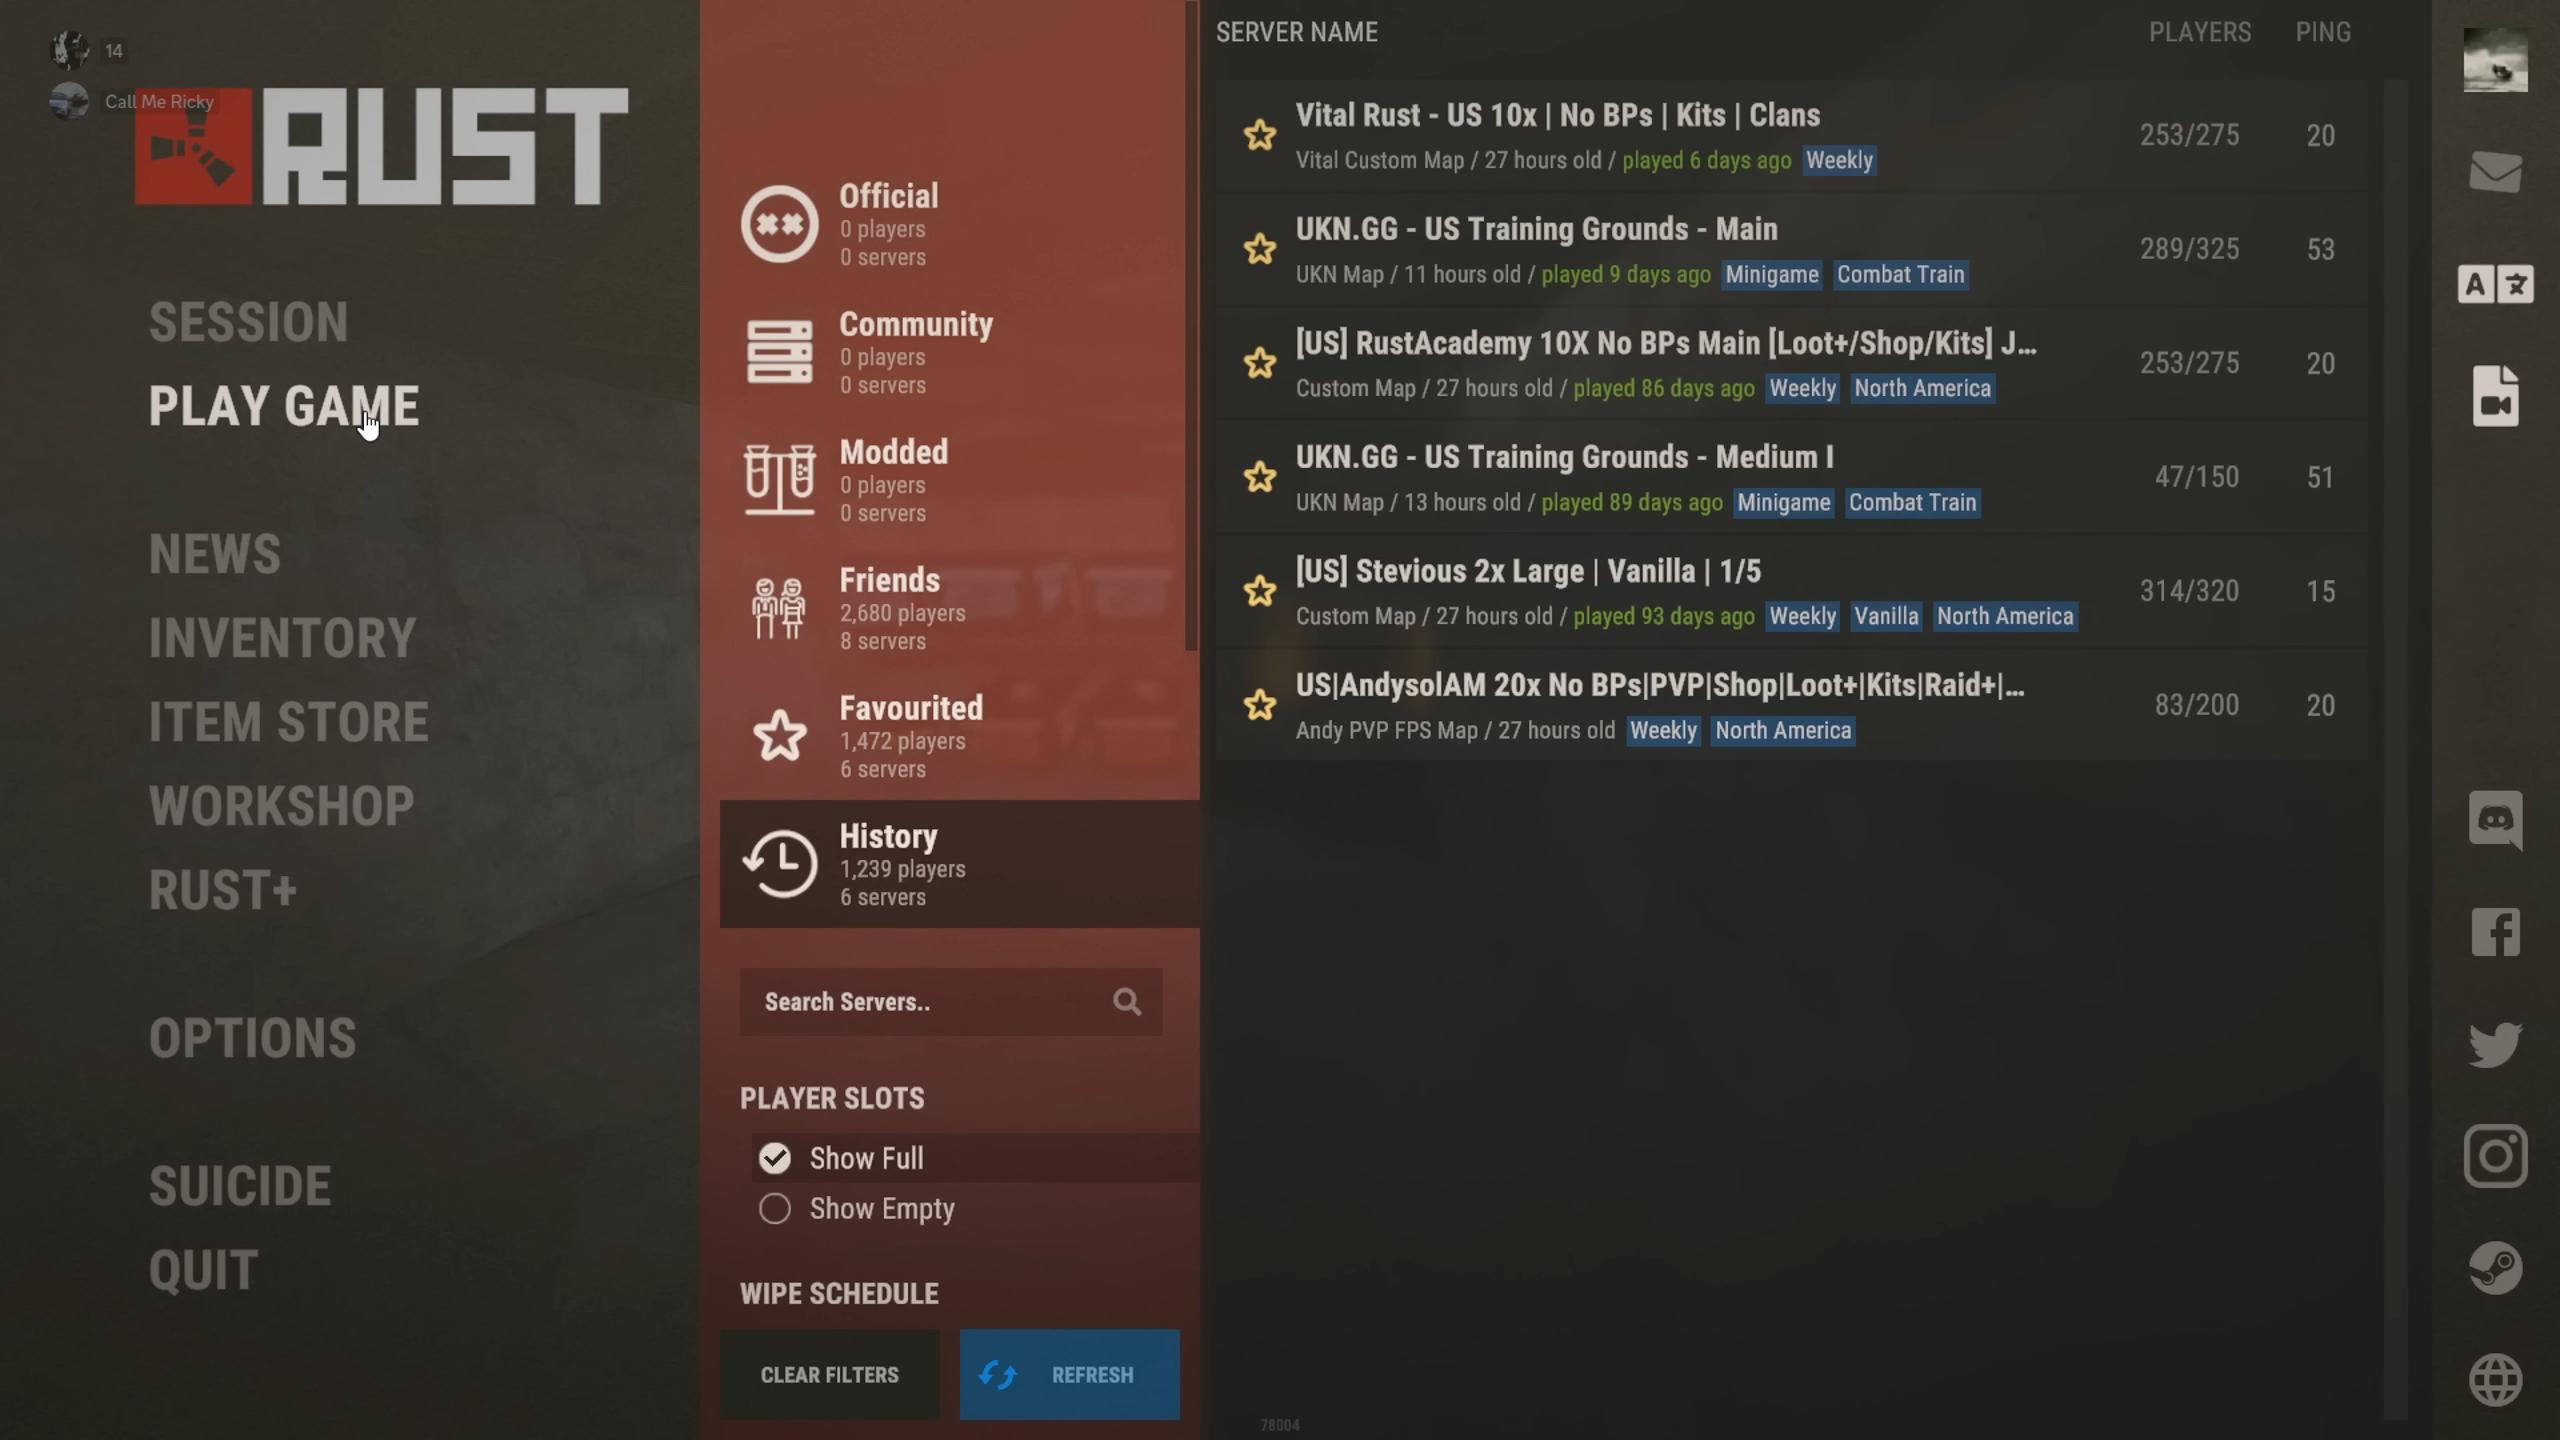 14
Call Me Ricky
RUST
SESSION
PLAY GAME
NEWS
INVENTORY
ITEM STORE
WORKSHOP
RUST+
OPTIONS
SUICIDE
QUIT
Official
0 players
0 servers
Community
0 players
0 servers
Modded
0 players
0 servers
Friends
2,680 players
8 servers
Favourited
1,472 players
6 servers
History
1,239 players
6 servers
Search Servers..
PLAYER SLOTS
Show Full
Show Empty
WIPE SCHEDULE
CLEAR FILTERS REFRESH
SERVER NAME PLAYERS PING
Vital Rust - US 10x | No BPs | Kits | Clans 253/275 20
Vital Custom Map / 27 hours old / played 6 days ago Weekly
UKN.GG - US Training Grounds - Main 289/325 53
UKN Map / 11 hours old / played 9 days ago Minigame Combat Train
[US] RustAcademy 10X No BPs Main [Loot+/Shop/Kits] J... 253/275 20
Custom Map / 27 hours old / played 86 days ago Weekly North America
UKN.GG - US Training Grounds - Medium I 47/150 51
UKN Map / 13 hours old / played 89 days ago Minigame Combat Train
[US] Stevious 2x Large | Vanilla | 1/5 314/320 15
Custom Map / 27 hours old / played 93 days ago Weekly Vanilla North America
US|AndysolAM 20x No BPs|PVP|Shop|Loot+|Kits|Raid+|... 83/200 20
Andy PVP FPS Map / 27 hours old Weekly North America
A
78004